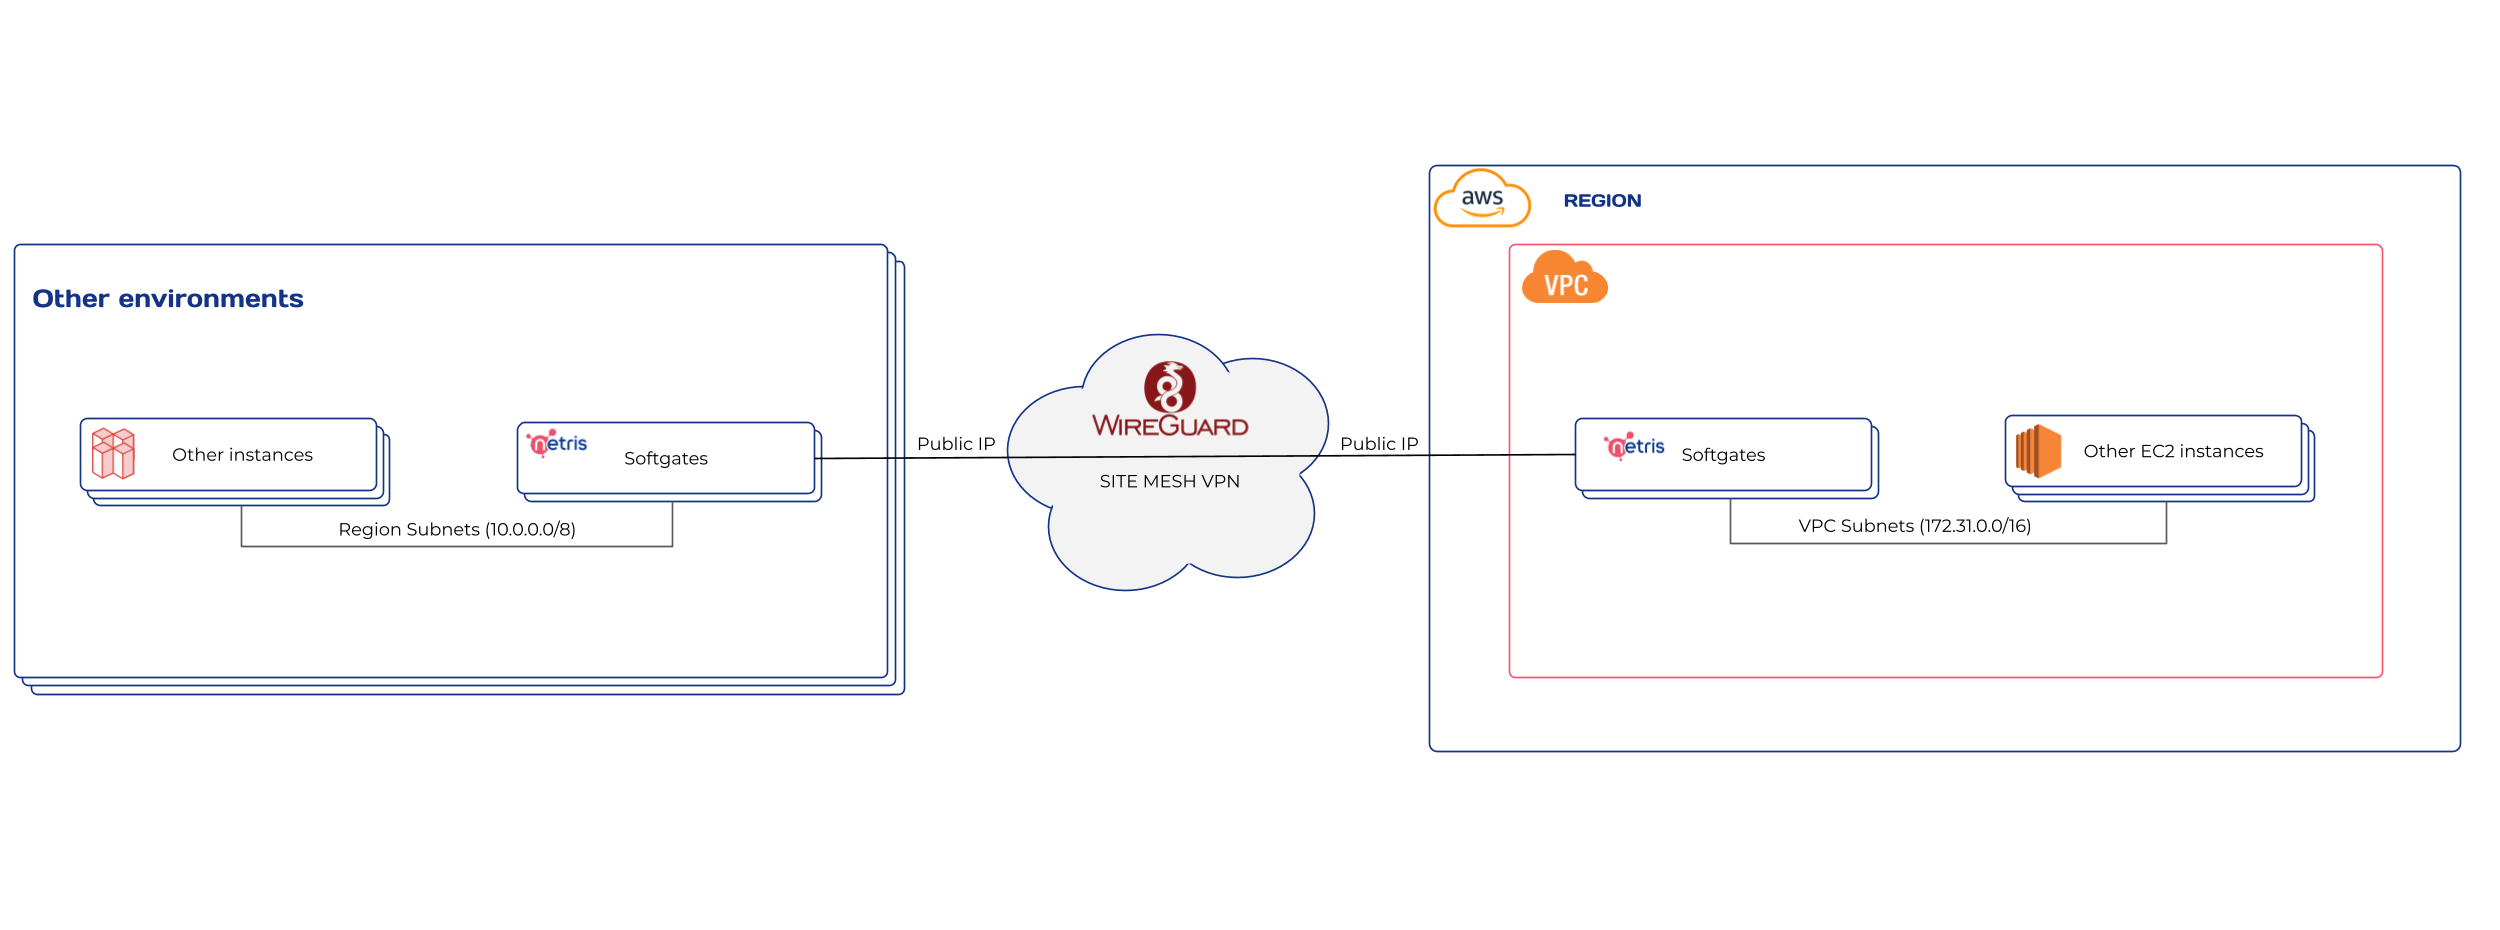 aws
REGION
VPC
Other environments
WIREGUARD
Public IP
Public IP
SITE MESH VPN
Other instances
netris
Softgates
netris
Softgates
Other EC2 instances
Region Subnets (10.0.0.0/8)
VPC Subnets (172.31.0.0/16)